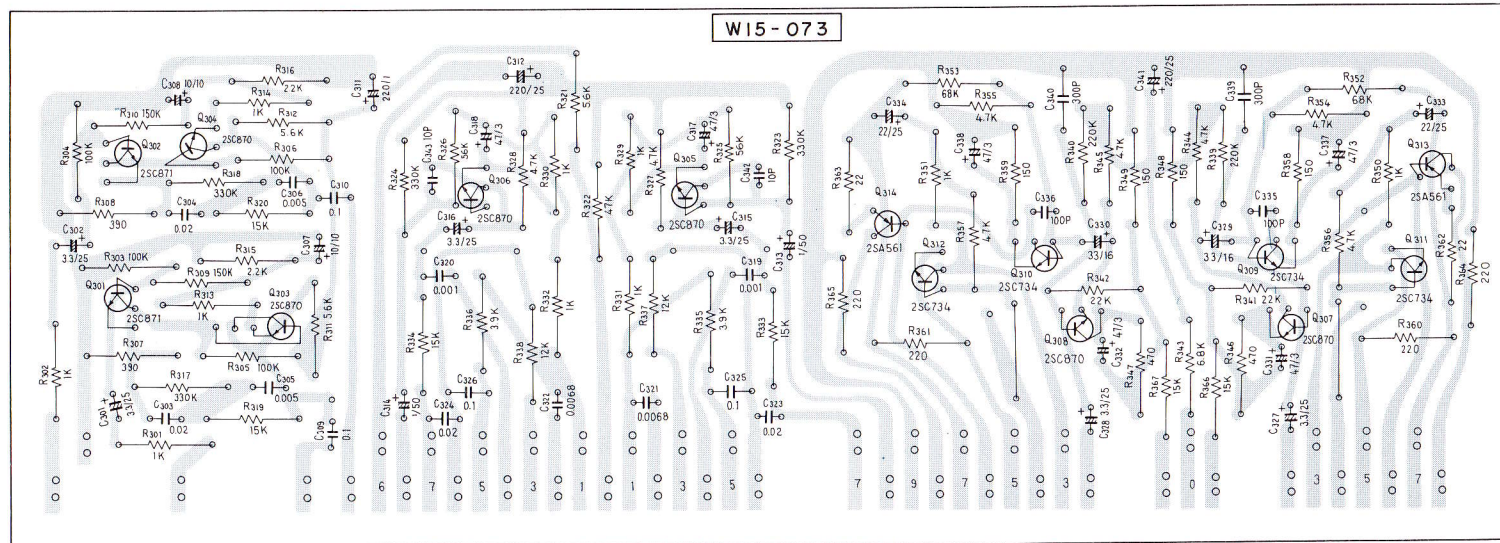 W15-073
R316
22K
C308 10/10
R314
1K
R310 150K
Q304
2SC870
R312
5.6K
C311
220/1
R304
100K
Q302
2SC871
R306
100K
R318
330K
C306
0.005
C310
0.1
R308
390
C304
0.02
R320
15K
C302
3.3/25
R303 100K
R315
2.2K
C307
10/10
R309 150K
Q301
2SC871
R313
1K
Q303
2SC870
R311 5.6K
R307
390
R305 100K
R302
1K
R317
330K
C305
0.005
C301
3.3/25
C303
0.02
R319
15K
C309
0.1
R301
1K
C312
220/25
R321
5.6K
C318
47/3
R326
56K
C343 10P
R324
330K
R328
4.7K
R330
1K
Q306
2SC870
C316
3.3/25
R322
47K
R329
1K
R327
4.7K
Q305
2SC870
C317
47/3
R325
56K
C342
10P
R323
330K
C315
3.3/25
C313
1/50
C320
0.001
C319
0.001
R334
15K
R336
3.9K
R338
12K
R332
1K
R331
1K
R337
12K
R335
3.9K
R333
15K
C314
1/50
C326
0.1
C324
0.02
C322
0.0068
C321
0.0068
C325
0.1
C323
0.02
R353
68K
C334
22/25
R355
4.7K
C338
47/3
C340
300P
C341
220/25
C339
300P
R352
68K
R354
4.7K
C333
22/25
R363
22
Q314
2SA561
R351
1K
R357
4.7K
R359
150
R340
220K
R345
4.7K
R349
150
R348
150
R344
4.7K
R339
220K
R358
150
C337
47/3
R350
1K
Q313
2SA561
C336
100P
C335
100P
C330
33/16
C329
33/16
Q312
2SC734
Q310
2SC734
Q309
2SC734
R356
4.7K
Q311
2SC734
R362
22
R364
220
R365
220
R342
22K
R341 22K
R361
220
Q308
2SC870
C332
47/3
R347
470
R343
6.8K
R346
470
Q307
2SC870
C331
47/3
R360
220
R367
15K
R366
15K
C328 3.3/25
C327
3.3/25
6 7 5 3 1 1 3 5 7 9 7 5 3 0 3 5 7